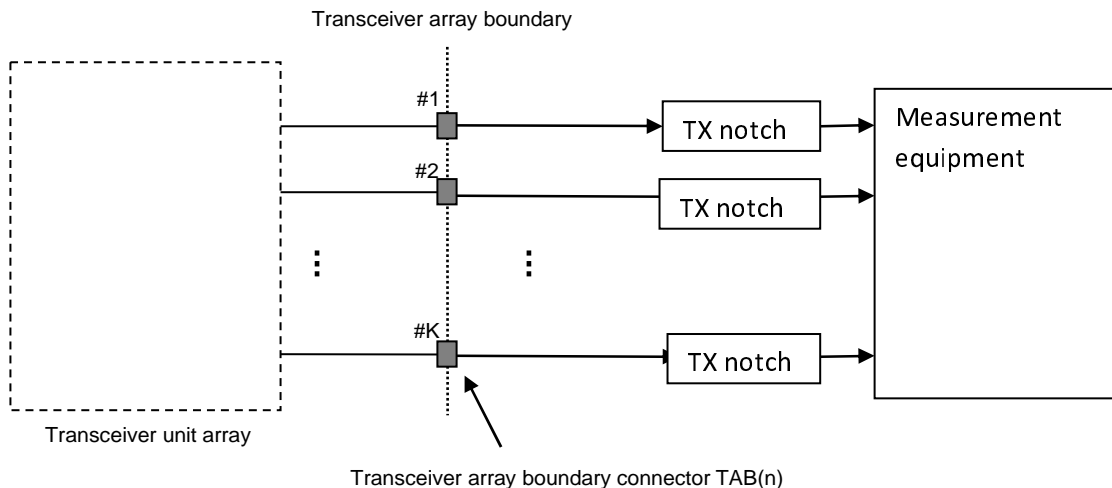 Transceiver array boundary
#1
TX notch
Measurement
equipment
#2
TX notch
#K
TX notch
Transceiver unit array
Transceiver array boundary connector TAB(n)